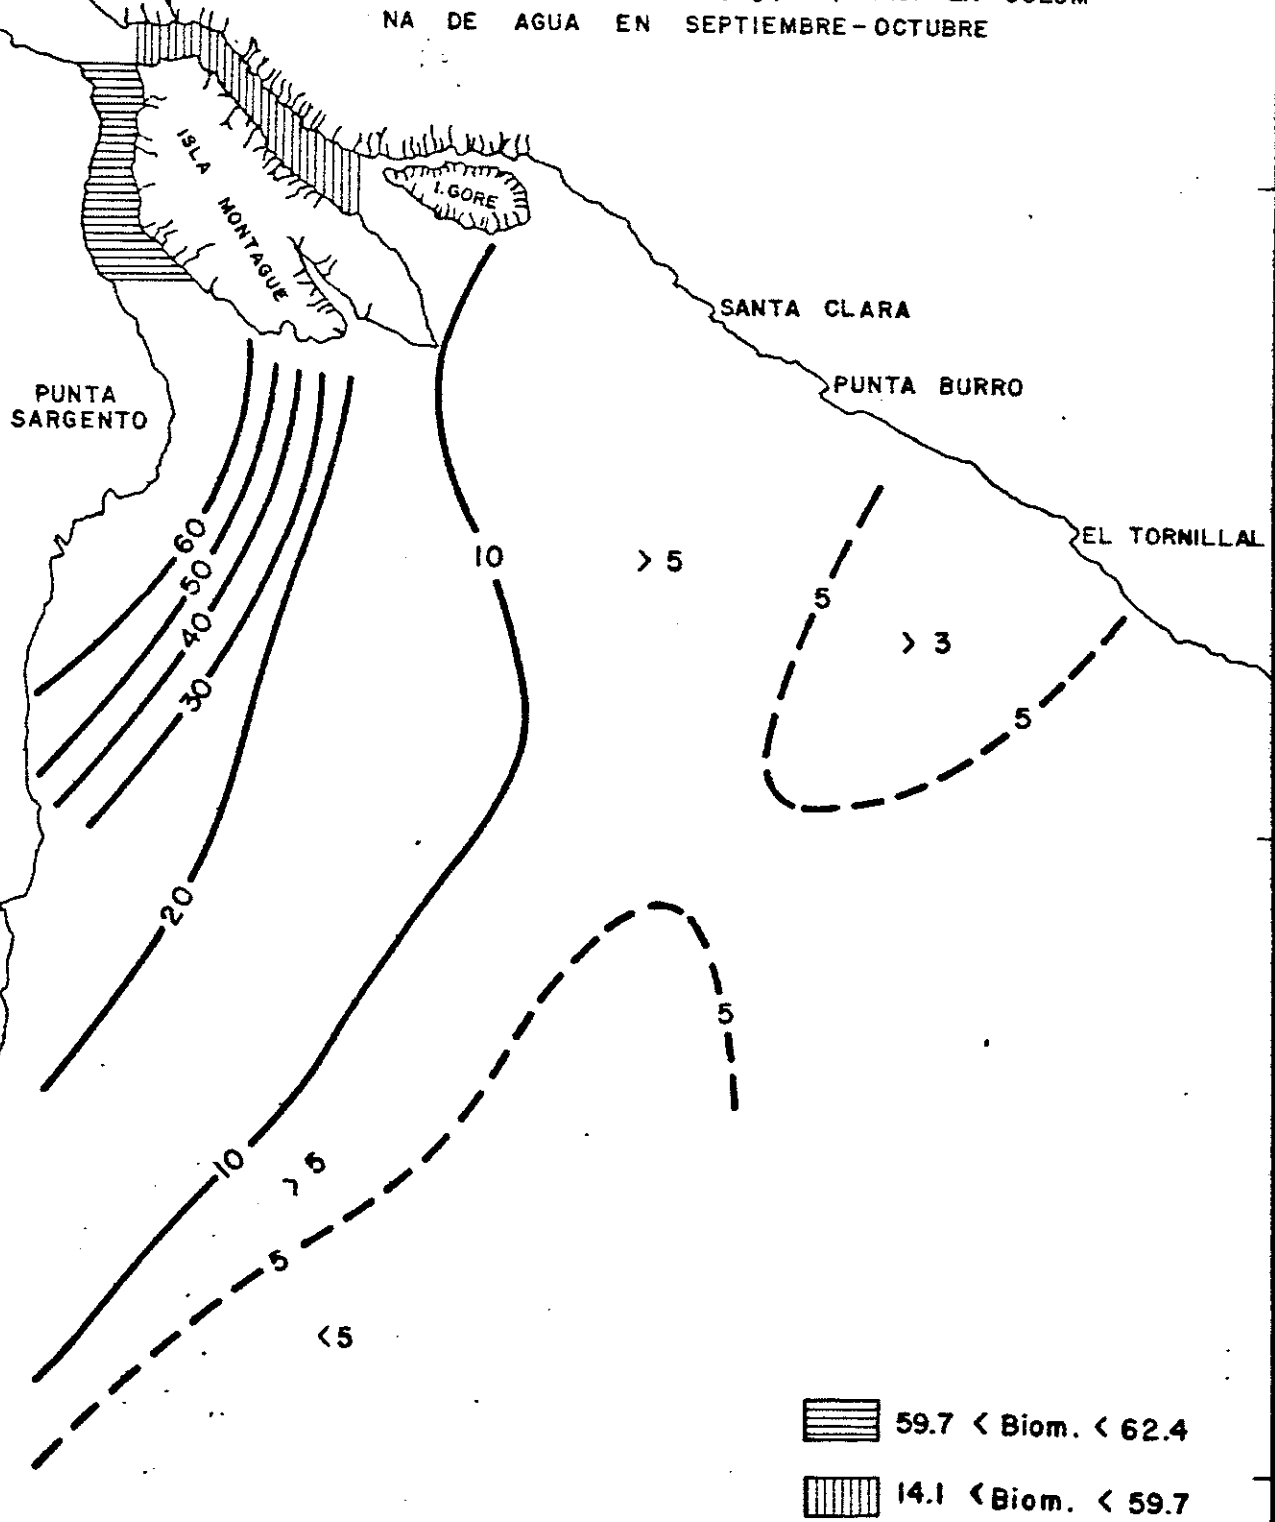 NA DE AGUA EN SEPTIEMBRE-OCTUBRE
ISLA MONTAGUE
I. GORE
SANTA CLARA
PUNTA BURRO
PUNTA
SARGENTO
EL TORNILLAL
60
50
40
30
20
10
> 5
5
> 3
5
5
10
> 5
5
<5
59.7 < Biom. < 62.4
14.1 < Biom. < 59.7